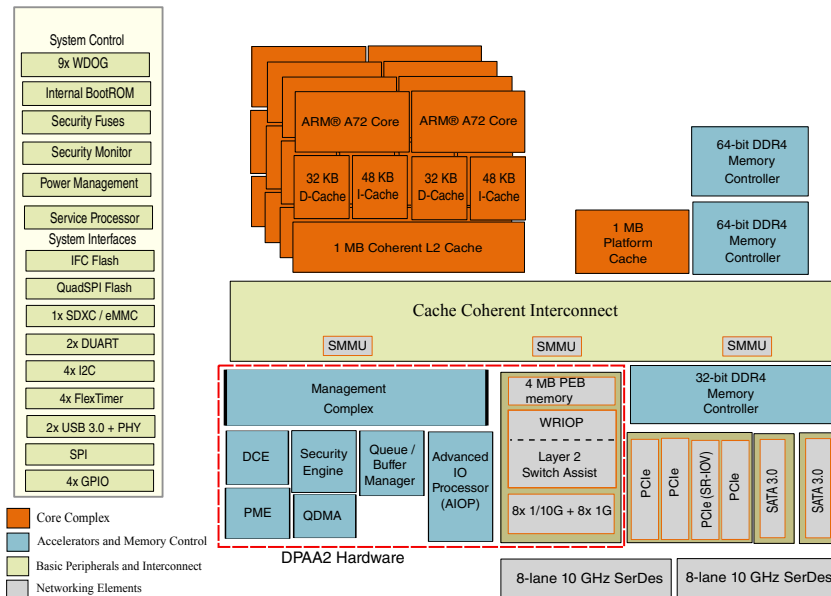 System Control
9x WDOG
Internal BootROM
Security Fuses
Security Monitor
Power Management
Service Processor
System Interfaces
IFC Flash
QuadSPI Flash
1x SDXC / eMMC
2x DUART
4x I2C
4x FlexTimer
2x USB 3.0 + PHY
SPI
4x GPIO
Core Complex
Accelerators and Memory Control
Basic Peripherals and Interconnect
Networking Elements
ARM® A72 Core
ARM® A72 Core
32 KB
D-Cache
48 KB
I-Cache
32 KB
D-Cache
48 KB
I-Cache
1 MB Coherent L2 Cache
1 MB
Platform
Cache
64-bit DDR4
Memory
Controller
64-bit DDR4
Memory
Controller
Cache Coherent Interconnect
SMMU
SMMU
SMMU
Management
Complex
DCE
Security
Engine
Queue /
Buffer
Manager
Advanced
IO
Processor
(AIOP)
PME
QDMA
4 MB PEB
memory
WRIOP
Layer 2
Switch Assist
8x 1/10G + 8x 1G
DPAA2 Hardware
32-bit DDR4
Memory
Controller
PCIe
PCIe
PCIe (SR-IOV)
PCIe
SATA 3.0
SATA 3.0
8-lane 10 GHz SerDes
8-lane 10 GHz SerDes